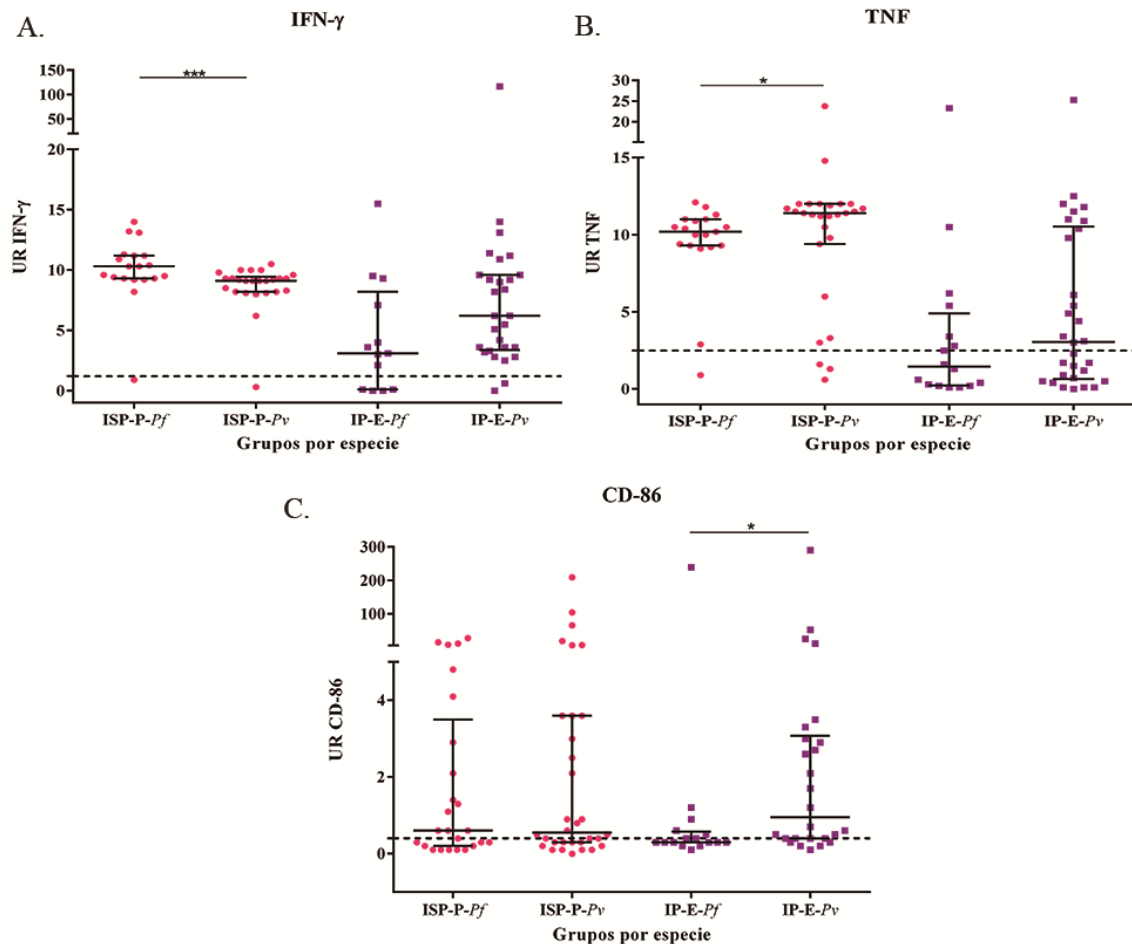 A.
IFN-γ
***
UR IFN-γ
150
100
50
20
15
10
5
0
ISP-P-Pf ISP-P-Pv IP-E-Pf IP-E-Pv
Grupos por especie
B.
TNF
*
UR TNF
30
25
20
15
10
5
0
ISP-P-Pf ISP-P-Pv IP-E-Pf IP-E-Pv
Grupos por especie
C.
CD-86
*
UR CD-86
300
200
100
4
2
0
ISP-P-Pf ISP-P-Pv IP-E-Pf IP-E-Pv
Grupos por especie